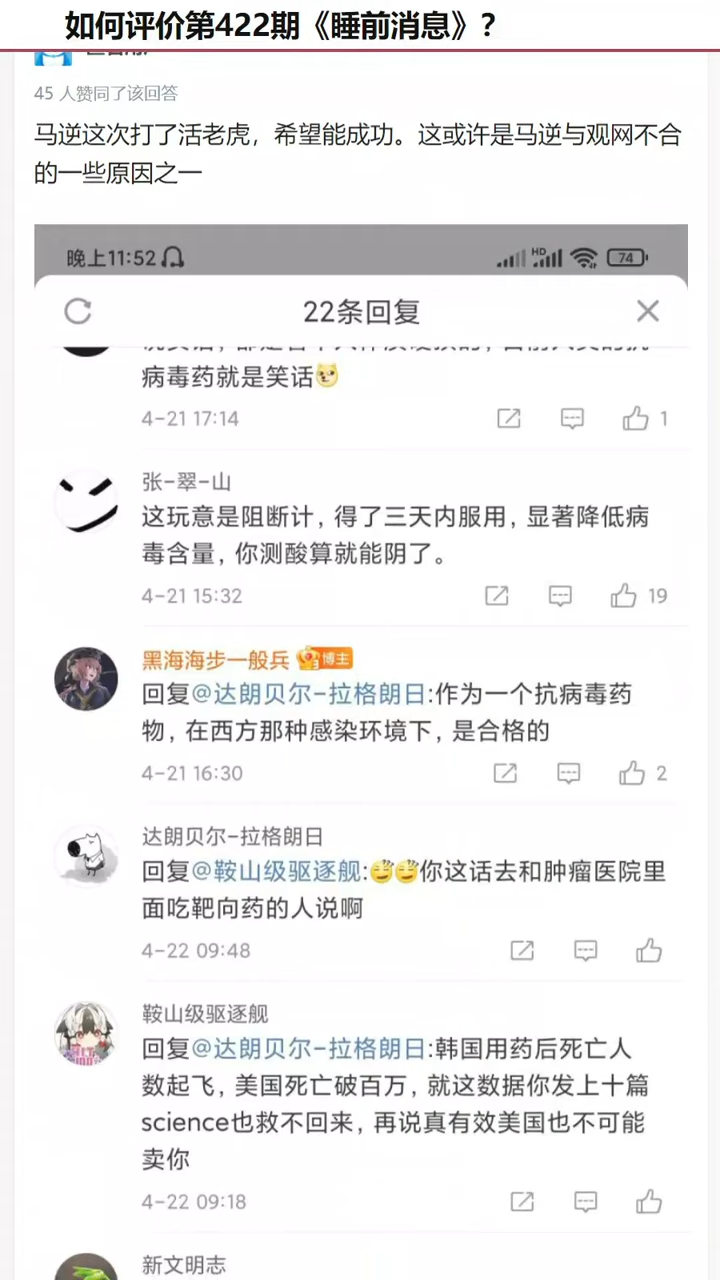 如何评价第422期《睡前消息》?
45 人赞同了该回答
马逆这次打了活老虎，希望能成功。这或许是马逆与观网不合
的一些原因之一
晚上11:52
HD
74
22条回复
病毒药就是笑话
4-21 17:14
1
张-翠-山
这玩意是阻断计，得了三天内服用，显著降低病
毒含量，你测酸算就能阴了。
4-21 15:32
19
黑海海步一般兵
博主
回复@达朗贝尔-拉格朗日:作为一个抗病毒药
物，在西方那种感染环境下，是合格的
4-21 16:30
2
达朗贝尔-拉格朗日
回复@鞍山级驱逐舰:你这话去和肿瘤医院里
面吃靶向药的人说啊
4-22 09:48
鞍山级驱逐舰
回复@达朗贝尔-拉格朗日:韩国用药后死亡人
数起飞，美国死亡破百万，就这数据你发上十篇
science也救不回来，再说真有效美国也不可能
卖你
4-22 09:18
新文明志